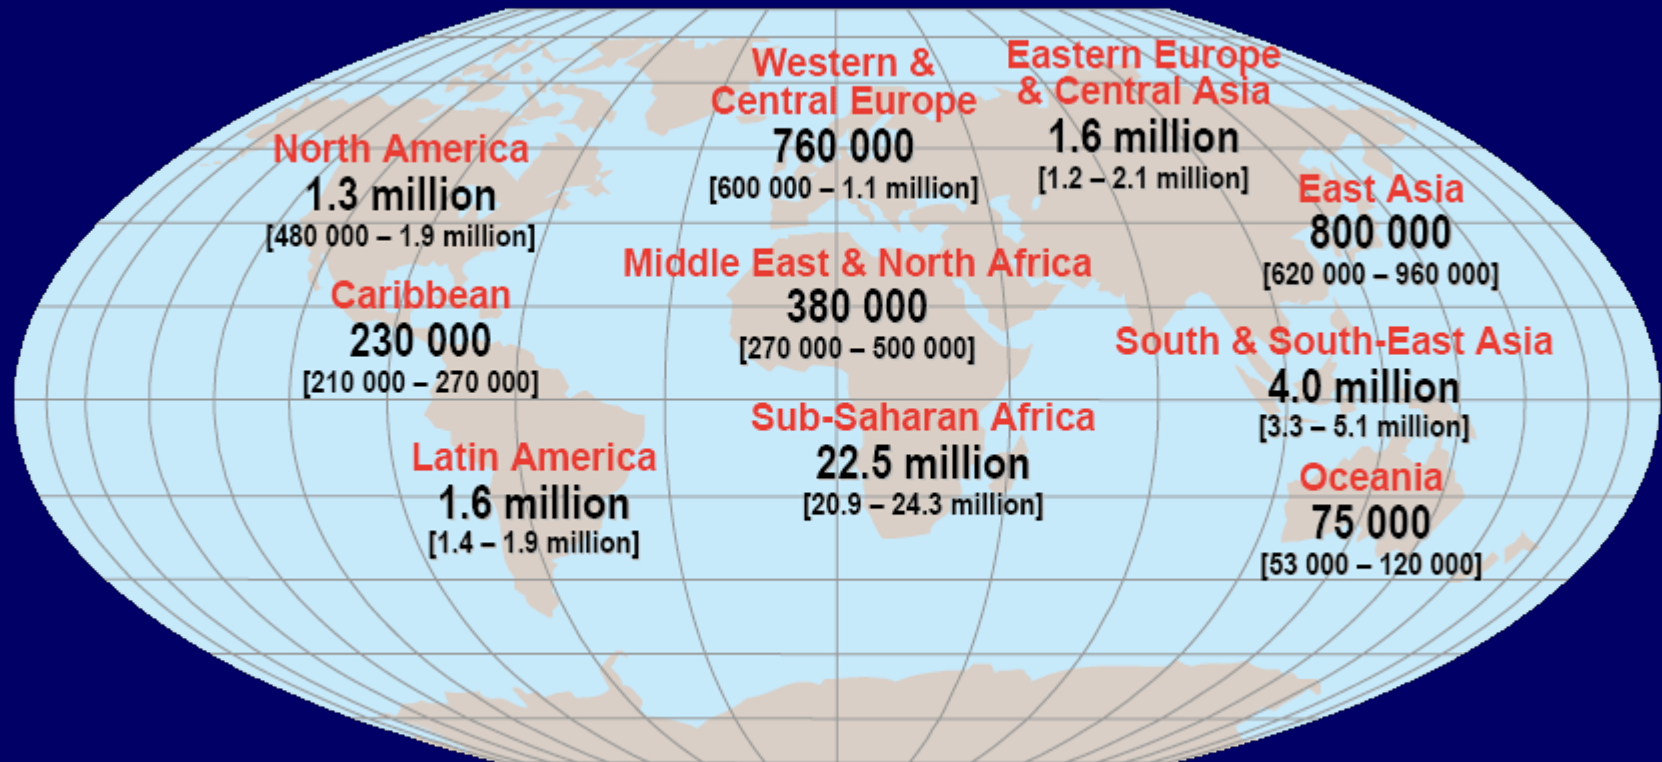 Western &
Central Europe
760 000
[600 000 – 1.1 million]
Eastern Europe
& Central Asia
1.6 million
[1.2 – 2.1 million]
North America
1.3 million
[480 000 – 1.9 million]
East Asia
800 000
[620 000 – 960 000]
Middle East & North Africa
380 000
[270 000 – 500 000]
Caribbean
230 000
[210 000 – 270 000]
South & South-East Asia
4.0 million
[3.3 – 5.1 million]
Sub-Saharan Africa
22.5 million
[20.9 – 24.3 million]
Latin America
1.6 million
[1.4 – 1.9 million]
Oceania
75 000
[53 000 – 120 000]